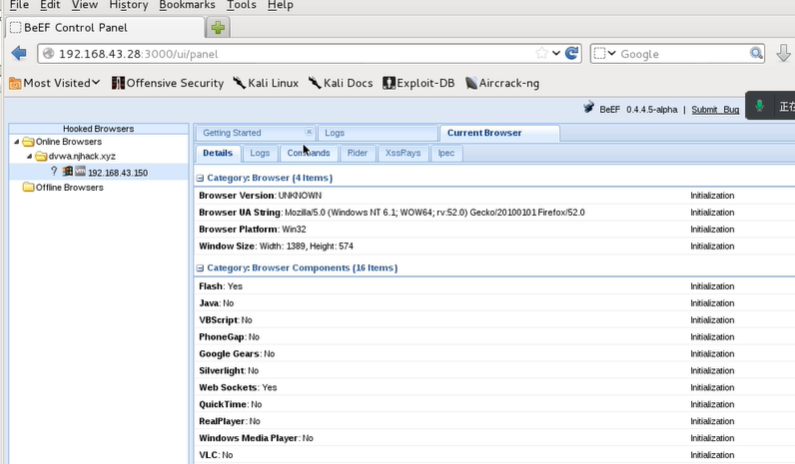 File Edit View History Bookmarks Tools Help
BeEF Control Panel
192.168.43.28:3000/ui/panel
Google
Most Visited Offensive Security Kali Linux Kali Docs Exploit-DB Aircrack-ng
BeEF 0.4.4.5-alpha | Submit Bug
正在
Hooked Browsers
Getting Started Logs Current Browser
Online Browsers
dvwa.njhack.xyz
192.168.43.150
Offline Browsers
Details Logs Commands Rider XssRays Ipec
Category: Browser (4 Items)
Browser Version: UNKNOWN Initialization
Browser UA String: Mozilla/5.0 (Windows NT 6.1; WOW64; rv:52.0) Gecko/20100101 Firefox/52.0 Initialization
Browser Platform: Win32 Initialization
Window Size: Width: 1389, Height: 574 Initialization
Category: Browser Components (16 Items)
Flash: Yes Initialization
Java: No Initialization
VBScript: No Initialization
PhoneGap: No Initialization
Google Gears: No Initialization
Silverlight: No Initialization
Web Sockets: Yes Initialization
QuickTime: No Initialization
RealPlayer: No Initialization
Windows Media Player: No Initialization
VLC: No Initialization